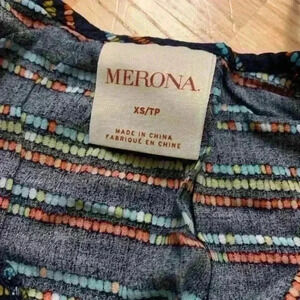 MERONA.
XS/TP
MADE IN CHINA
FABRIQUÉ EN CHINE